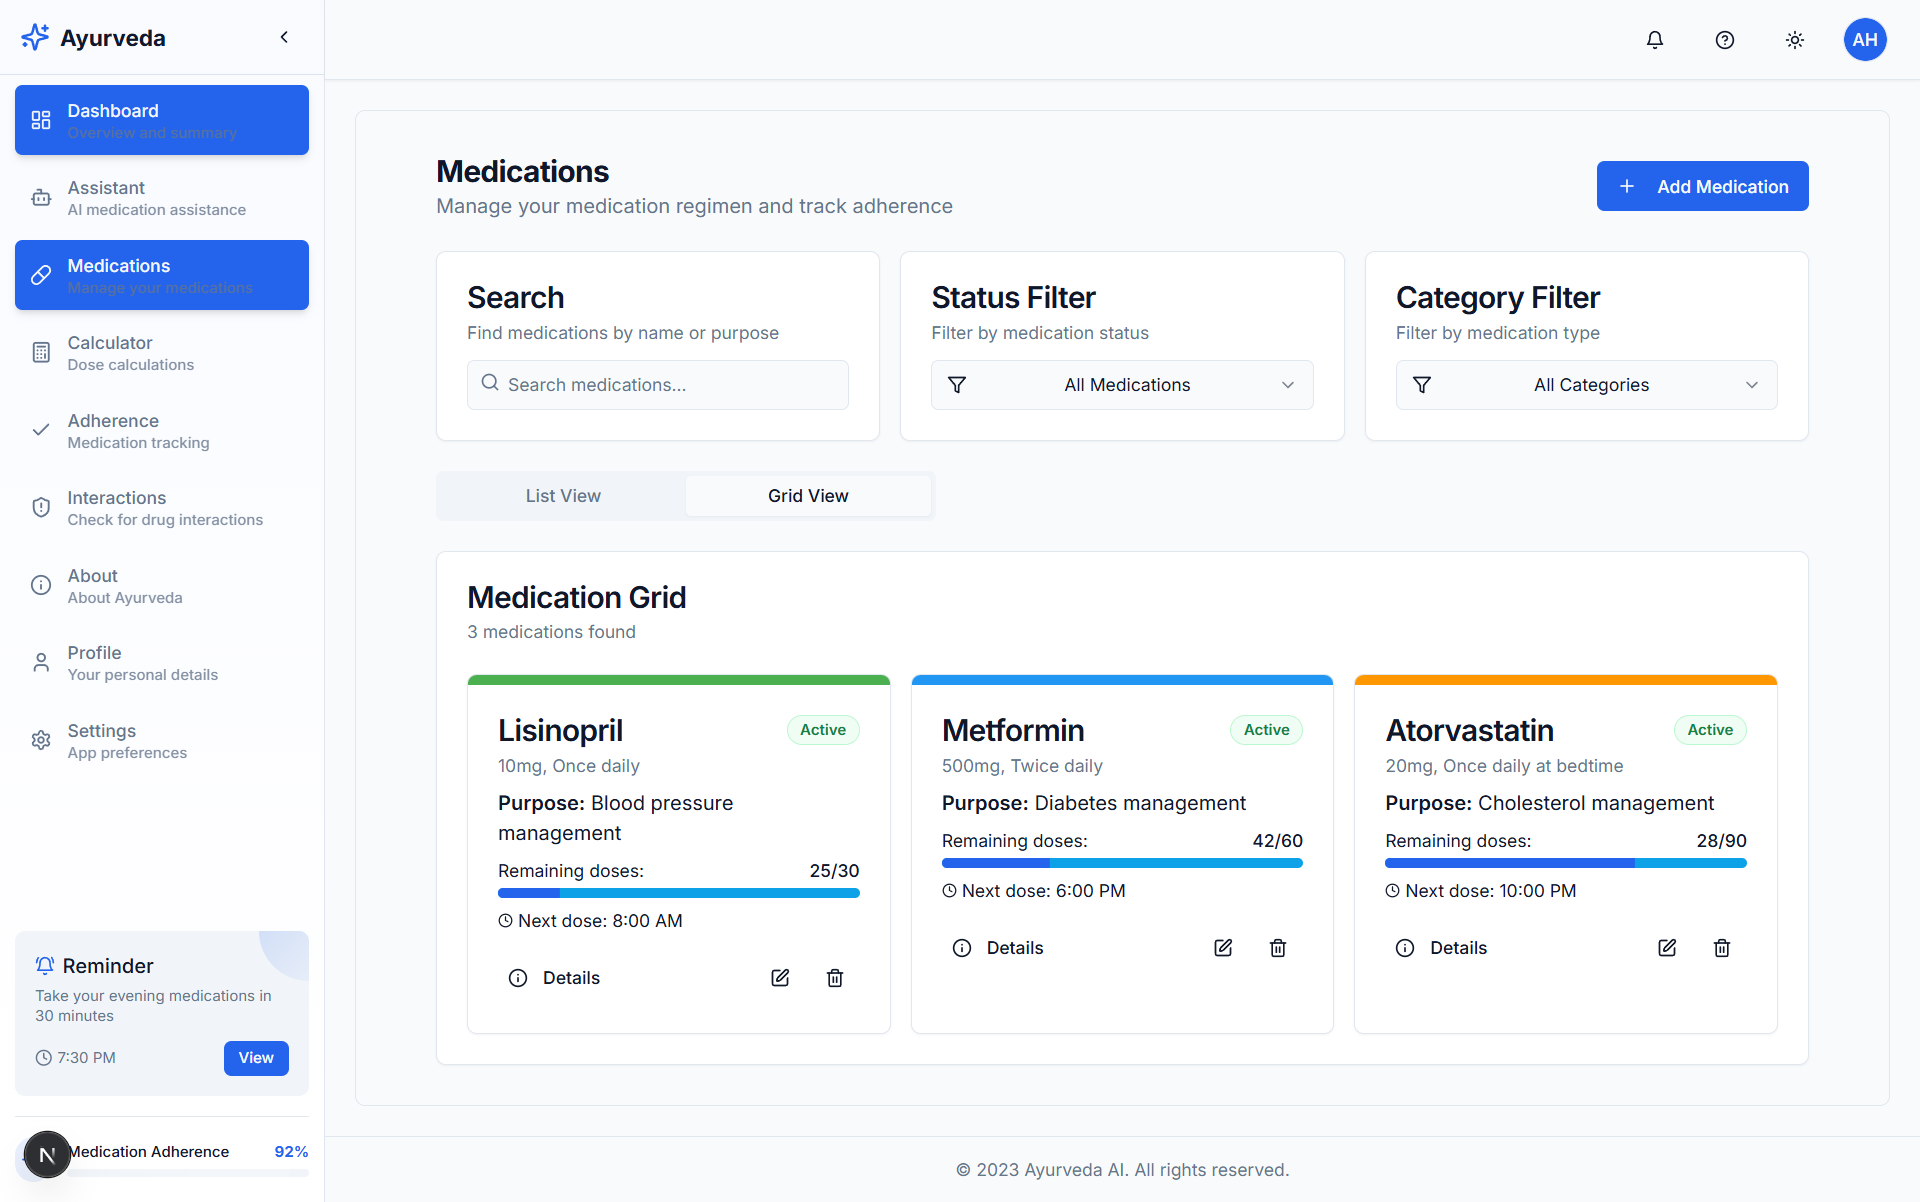 Ayurveda
AH
Dashboard
Overview and summary
Assistant
AI medication assistance
Medications
Manage your medications
Calculator
Dose calculations
Adherence
Medication tracking
Interactions
Check for drug interactions
About
About Ayurveda
Profile
Your personal details
Settings
App preferences
Reminder
Take your evening medications in
30 minutes
7:30 PM
View
N
Medication Adherence
92%
Medications
Manage your medication regimen and track adherence
Add Medication
Search
Find medications by name or purpose
Search medications...
Status Filter
Filter by medication status
All Medications
Category Filter
Filter by medication type
All Categories
List View
Grid View
Medication Grid
3 medications found
Lisinopril
Active
10mg, Once daily
Purpose: Blood pressure
management
Remaining doses:
25/30
Next dose: 8:00 AM
Details
Metformin
Active
500mg, Twice daily
Purpose: Diabetes management
Remaining doses:
42/60
Next dose: 6:00 PM
Details
Atorvastatin
Active
20mg, Once daily at bedtime
Purpose: Cholesterol management
Remaining doses:
28/90
Next dose: 10:00 PM
Details
© 2023 Ayurveda AI. All rights reserved.